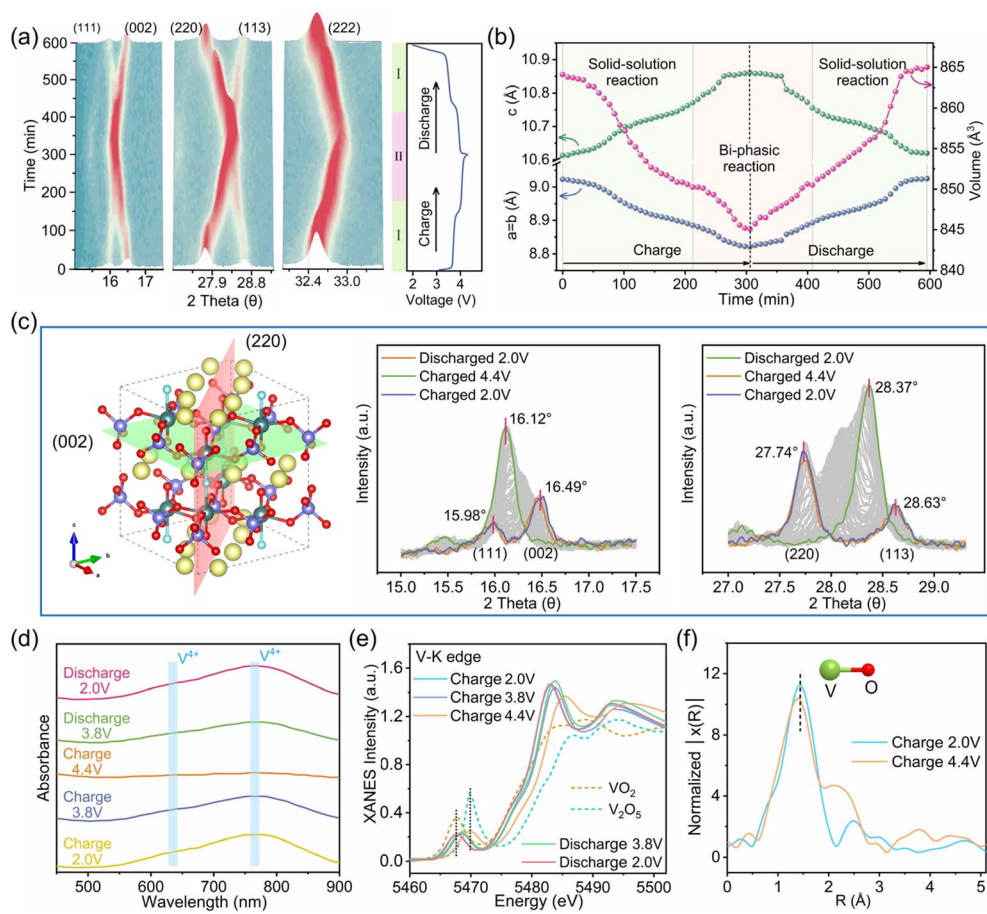 (a)
(111)
(002)
(220)
(113)
(222)
600
500
400
300
200
100
0
Time (min)
16
17
27.9
28.8
32.4
33.0
2 Theta (θ)
I
II
I
Discharge
Charge
2
3
4
Voltage (V)
(b)
10.9
10.8
10.7
10.6
9.0
8.9
8.8
c (Å)
a=b (Å)
Solid-solution
reaction
Bi-phasic
reaction
Solid-solution
reaction
Charge
Discharge
0
100
200
300
400
500
600
Time (min)
865
860
855
850
845
840
Volume (Å³)
(c)
(220)
(002)
c
b
a
Discharged 2.0V
Charged 4.4V
Charged 2.0V
16.12°
16.49°
15.98°
(111)
(002)
Intensity (a.u.)
15.0
15.5
16.0
16.5
17.0
17.5
2 Theta (θ)
Discharged 2.0V
Charged 4.4V
Charged 2.0V
28.37°
27.74°
28.63°
(220)
(113)
Intensity (a.u.)
27.0
27.5
28.0
28.5
29.0
2 Theta (θ)
(d)
V⁴⁺
V⁴⁺
Discharge
2.0V
Discharge
3.8V
Charge
4.4V
Charge
3.8V
Charge
2.0V
Absorbance
500
600
700
800
900
Wavelength (nm)
(e)
V-K edge
Charge 2.0V
Charge 3.8V
Charge 4.4V
VO₂
V₂O₅
Discharge 3.8V
Discharge 2.0V
XANES Intensity (a.u.)
1.6
1.2
0.8
0.4
0.0
5460
5470
5480
5490
5500
Energy (eV)
(f)
V
O
Charge 2.0V
Charge 4.4V
Normalized | x(R)|
12
8
4
0
0
1
2
3
4
5
R (Å)